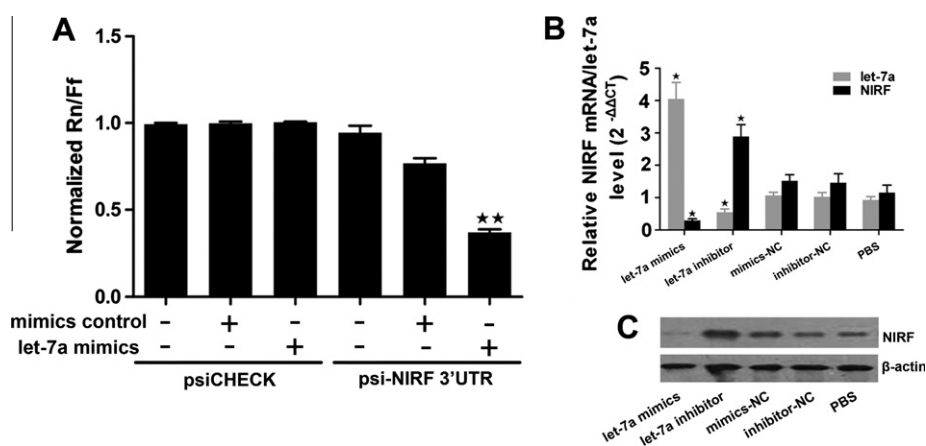 A
Normalized Rn/Ff
1.5
1.0
0.5
0.0
★★
mimics control - + - - + -
let-7a mimics - - + - - +
psiCHECK
psi-NIRF 3'UTR
B
Relative NIRF mRNA/let-7a
level (2 -ΔΔCT)
5
4
3
2
1
0
let-7a
NIRF
★ ★ ★ ★
let-7a mimics
let-7a inhibitor
mimics-NC
inhibitor-NC
PBS
C
NIRF
β-actin
let-7a mimics
let-7a inhibitor
mimics-NC
inhibitor-NC
PBS